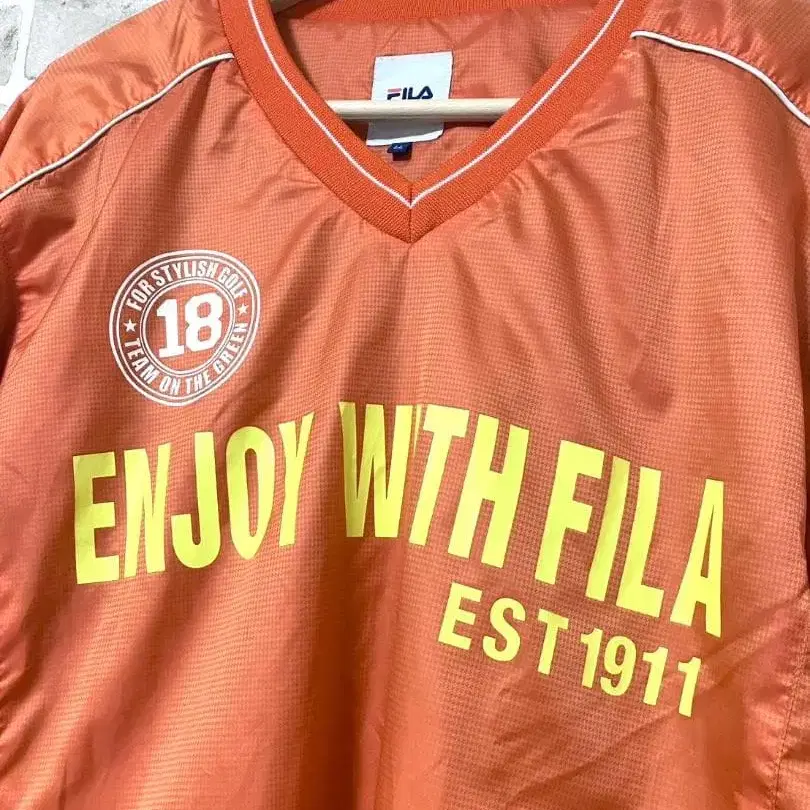 FILA
FOR STYLISH GOLF
18
TEAM ON THE GREEN
ENJOY WITH FILA
EST 1911